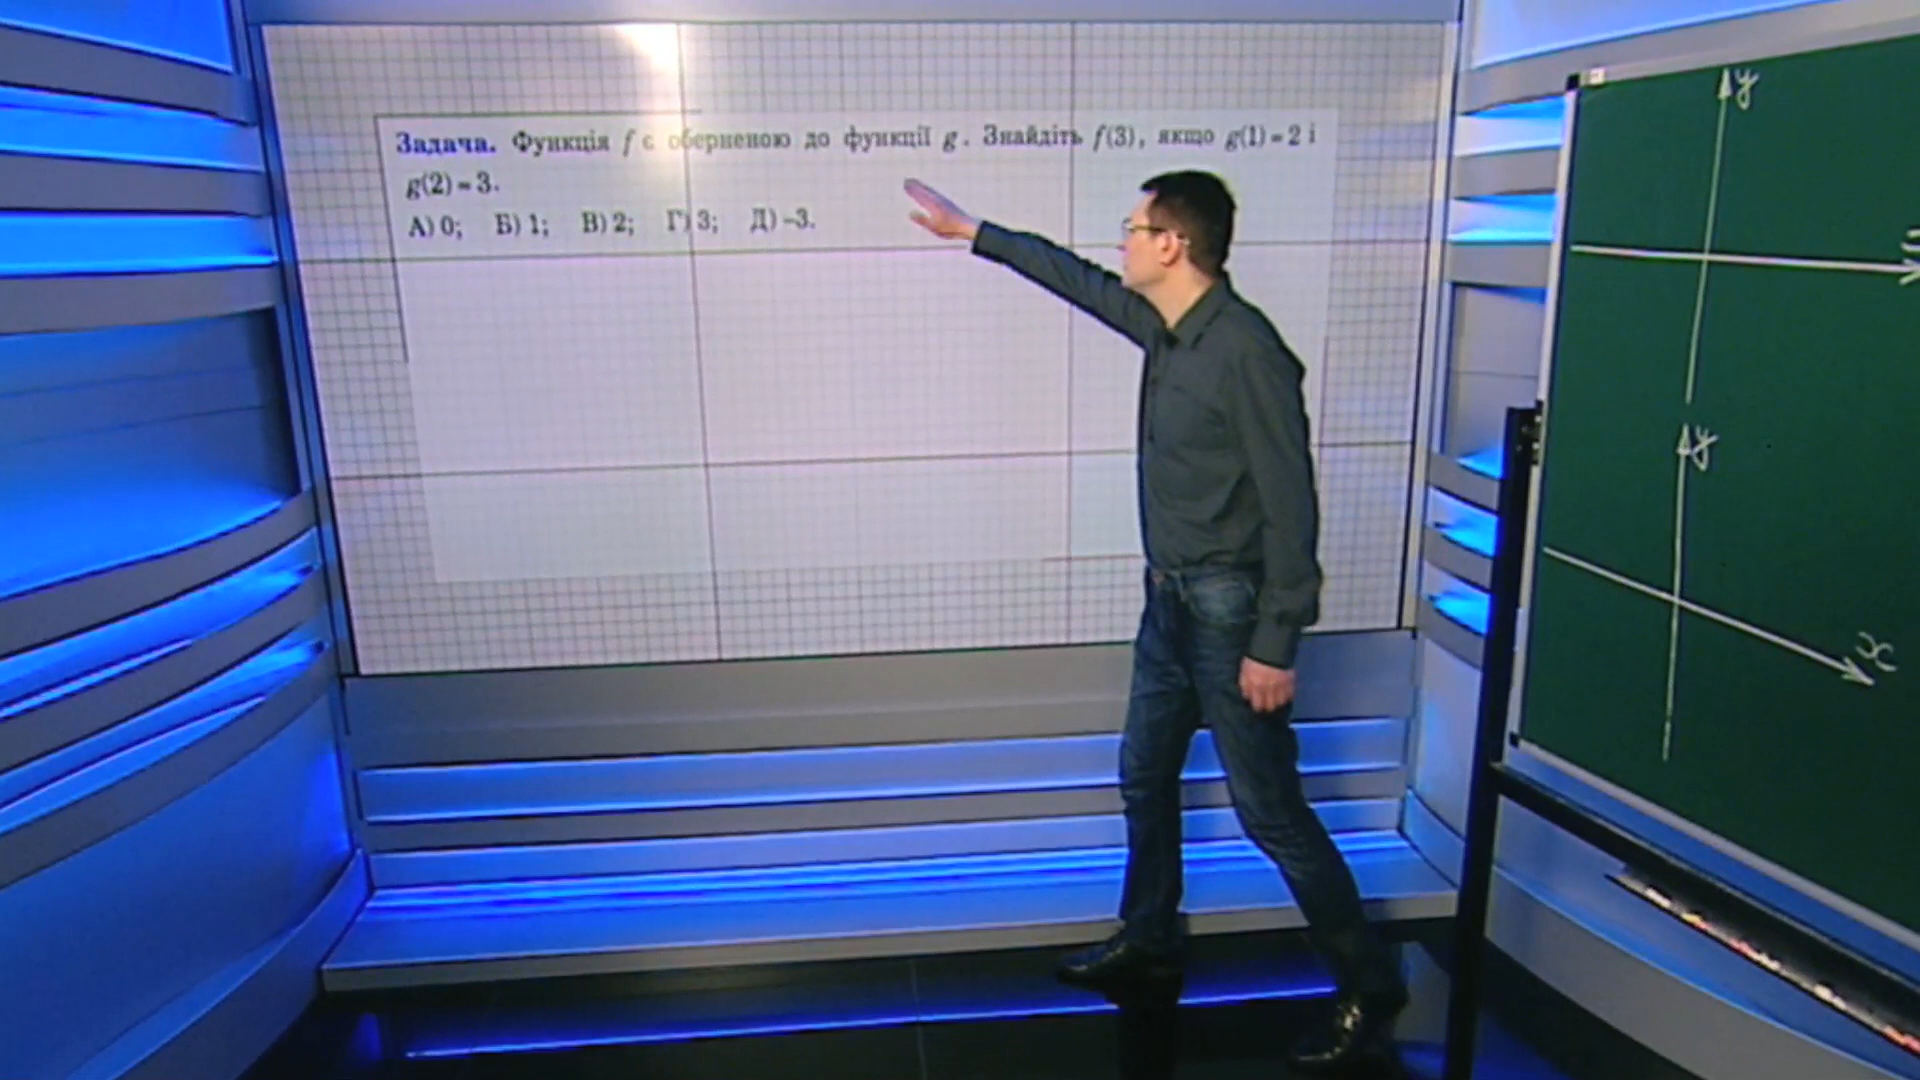 Задача. Функція f є оберненою до функції g. Знайдіть f(3), якщо g(1)=2 і
g(2)=3.
А) 0; Б) 1; В) 2; Г) 3; Д) –3.
y
y
x